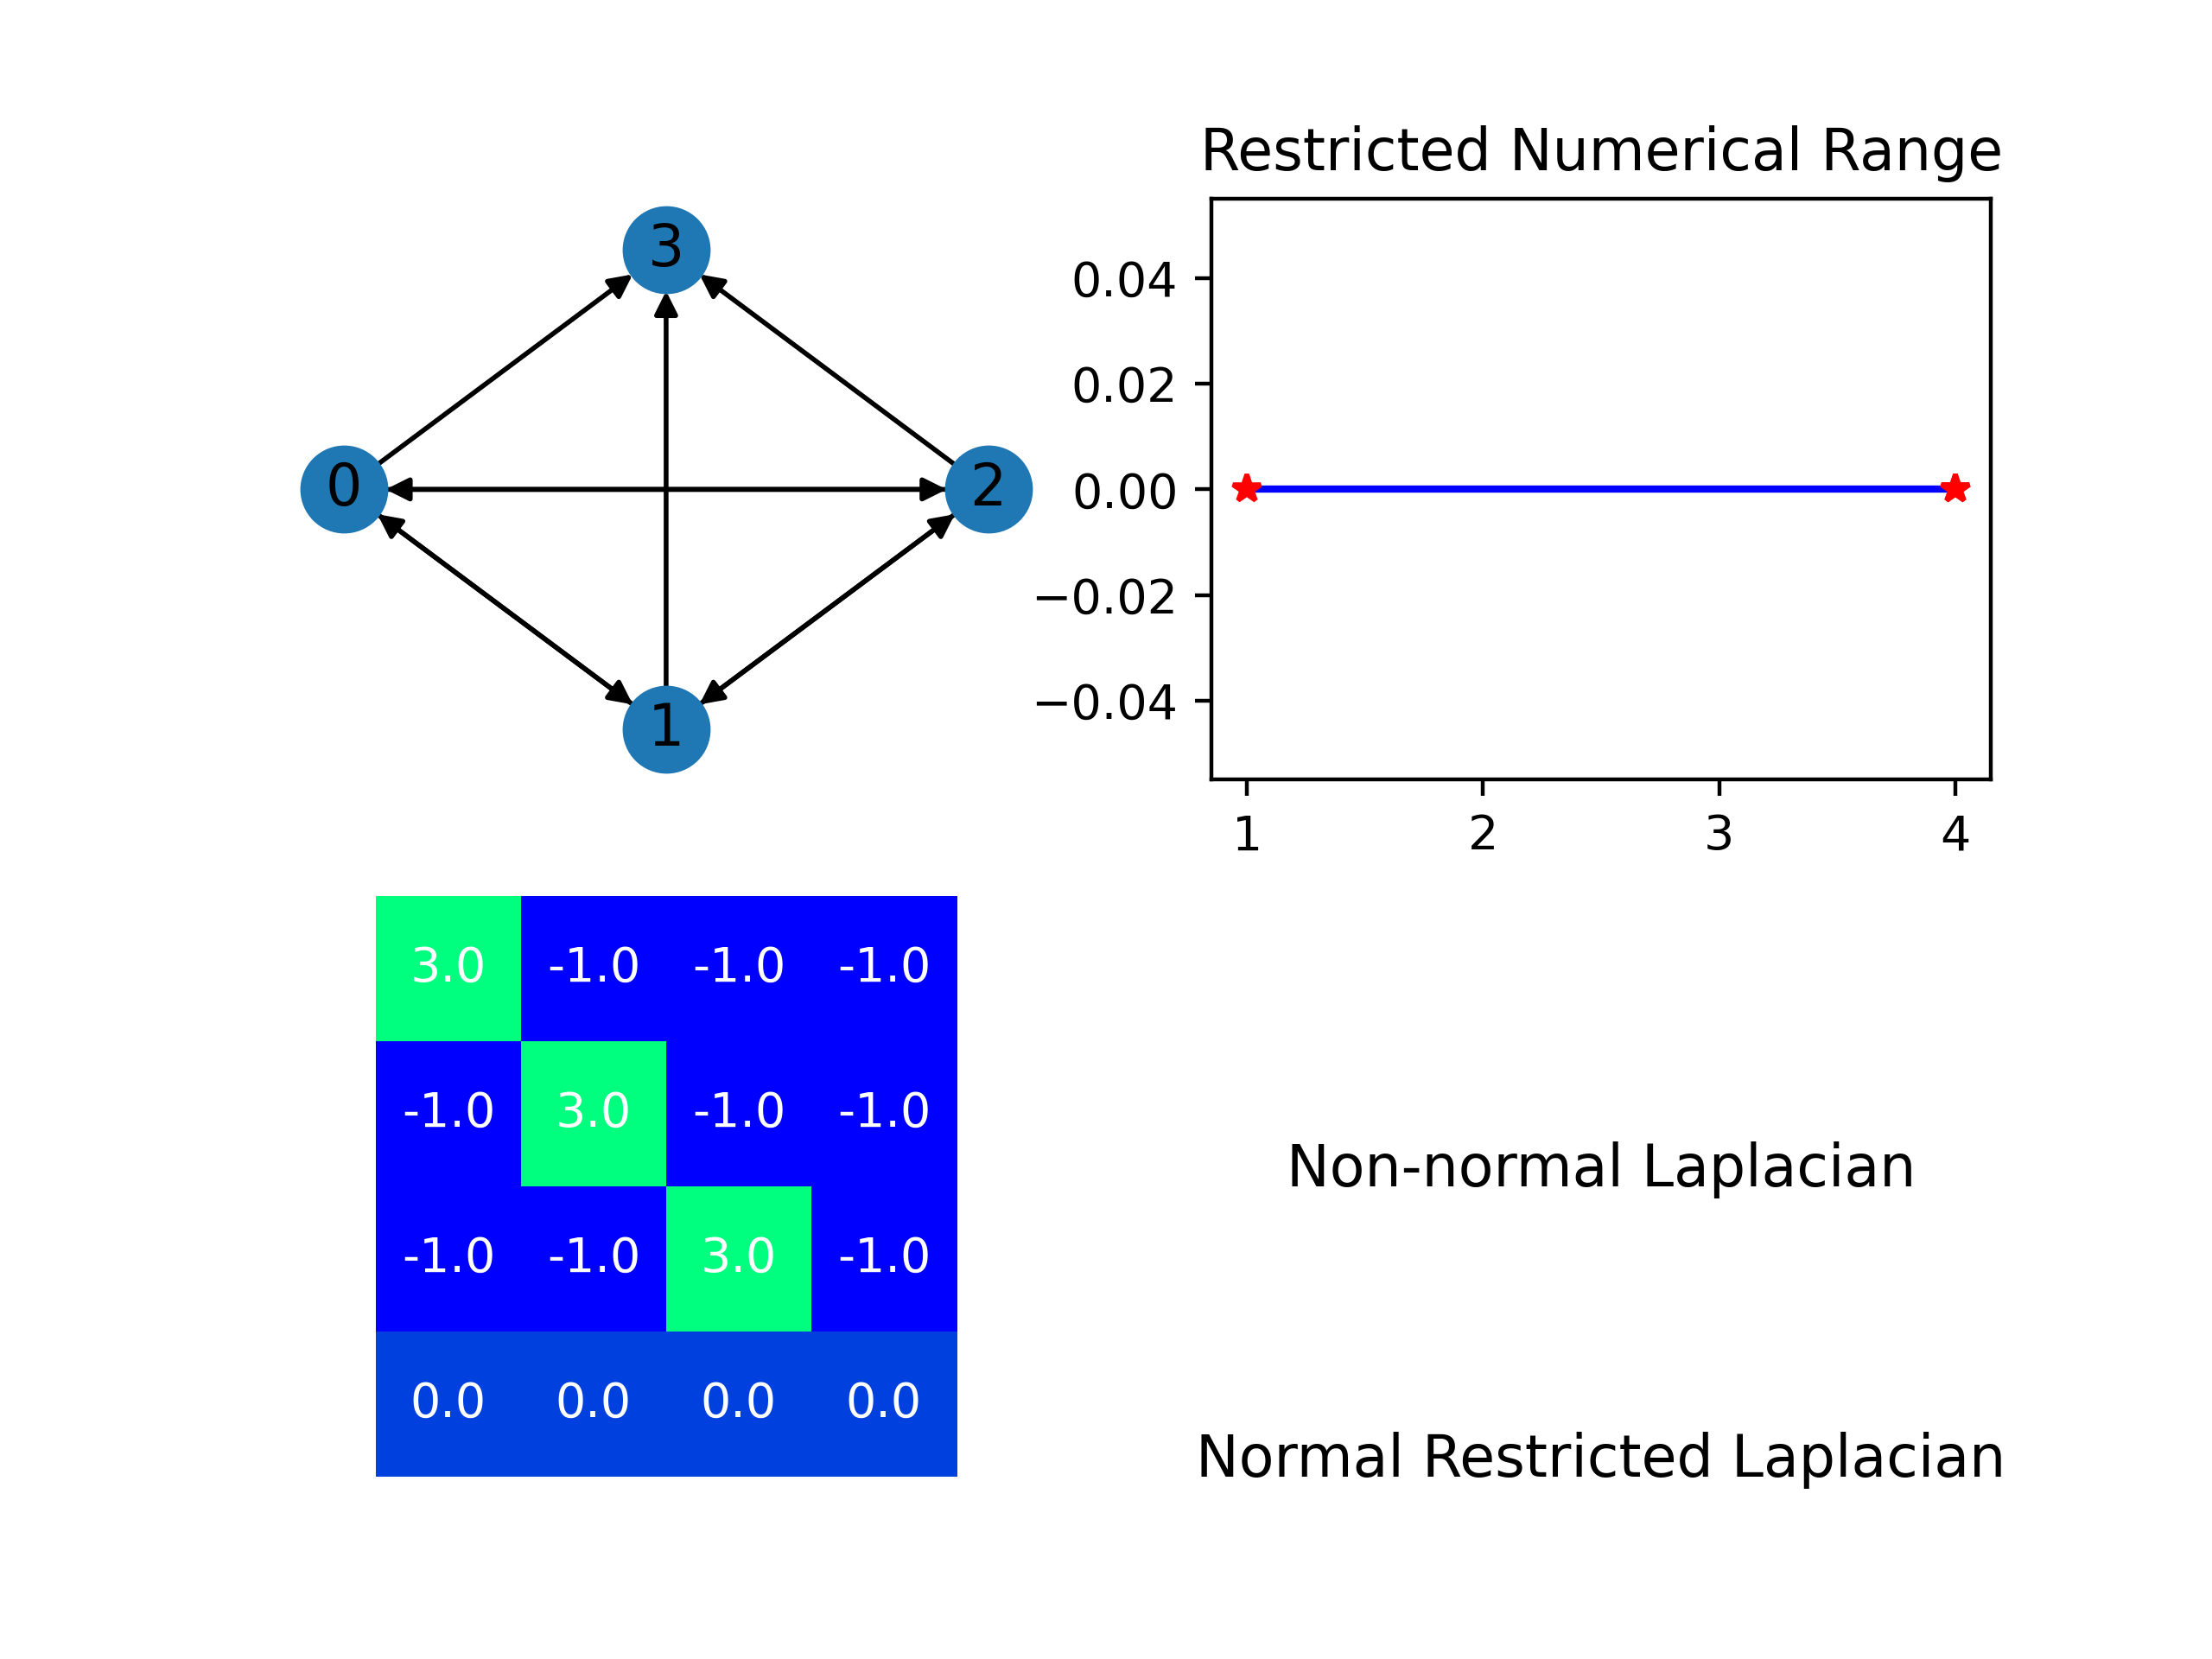 3
0
2
1
Restricted Numerical Range
0.04
0.02
0.00
−0.02
−0.04
1 2 3 4
3.0 -1.0 -1.0 -1.0
-1.0 3.0 -1.0 -1.0
-1.0 -1.0 3.0 -1.0
0.0 0.0 0.0 0.0
Non-normal Laplacian
Normal Restricted Laplacian